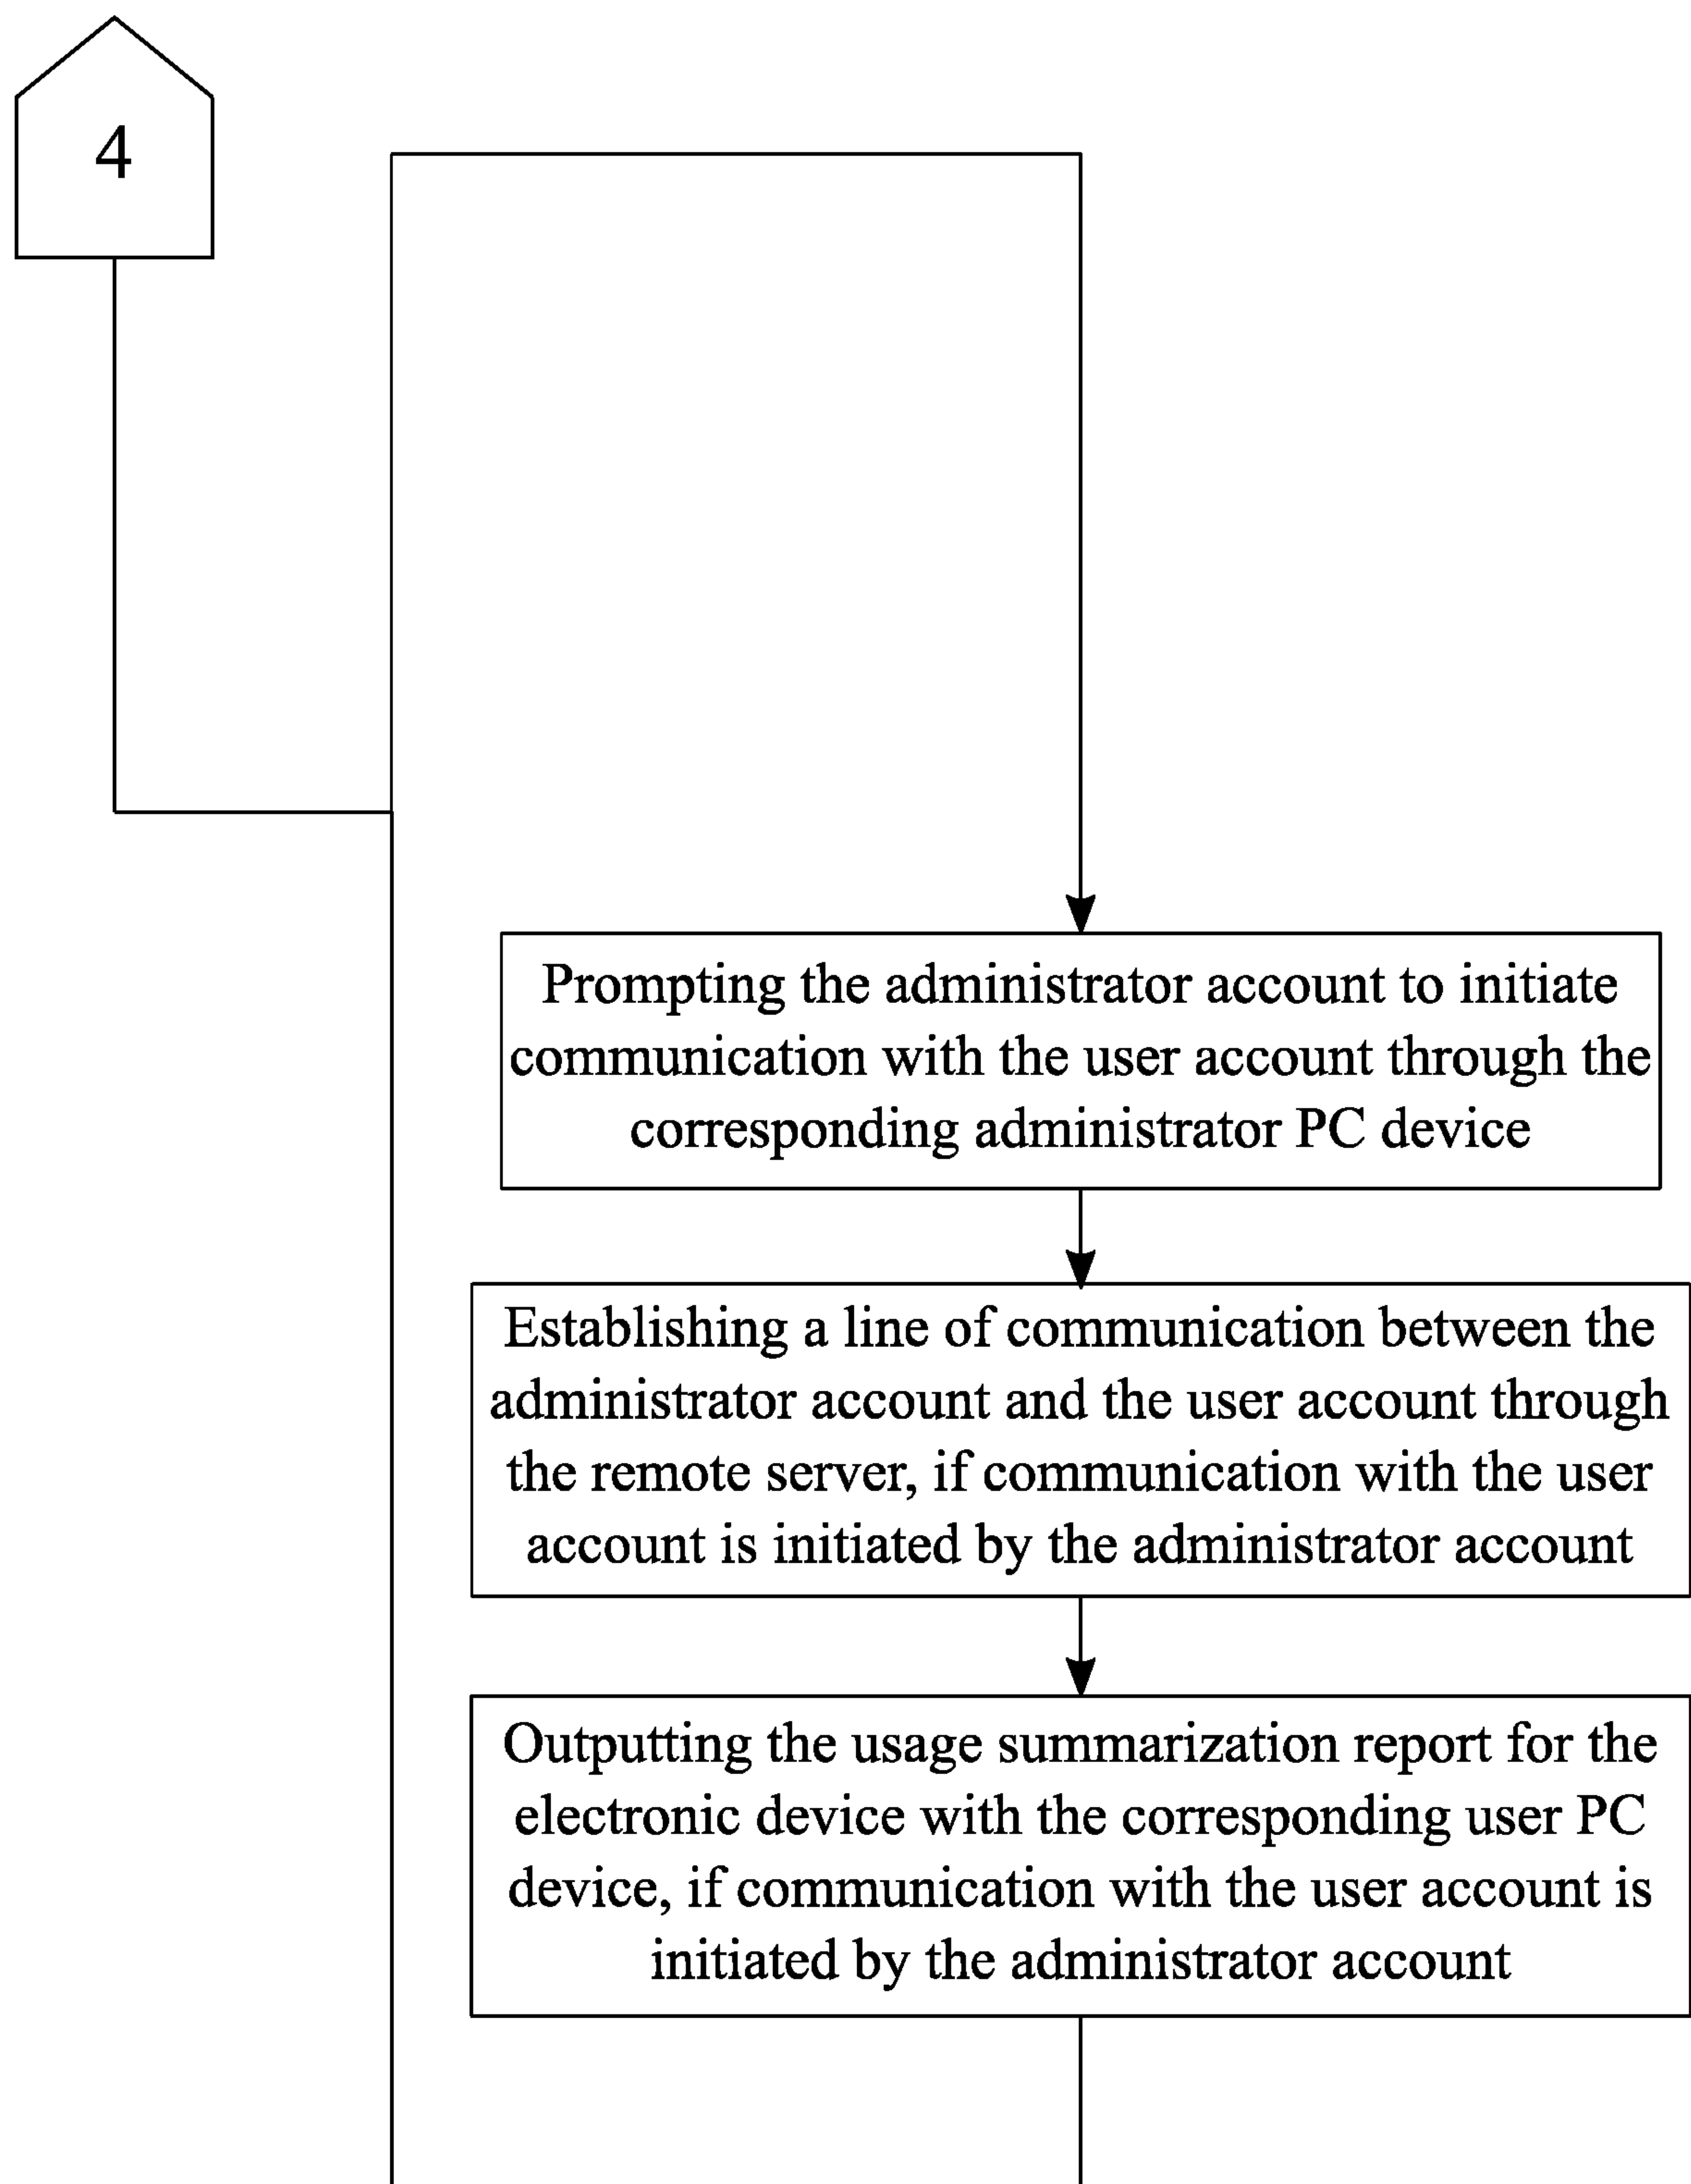 4
Prompting the administrator account to initiate
communication with the user account through the
corresponding administrator PC device
Establishing a line of communication between the
administrator account and the user account through
the remote server, if communication with the user
account is initiated by the administrator account
Outputting the usage summarization report for the
electronic device with the corresponding user PC
device, if communication with the user account is
initiated by the administrator account